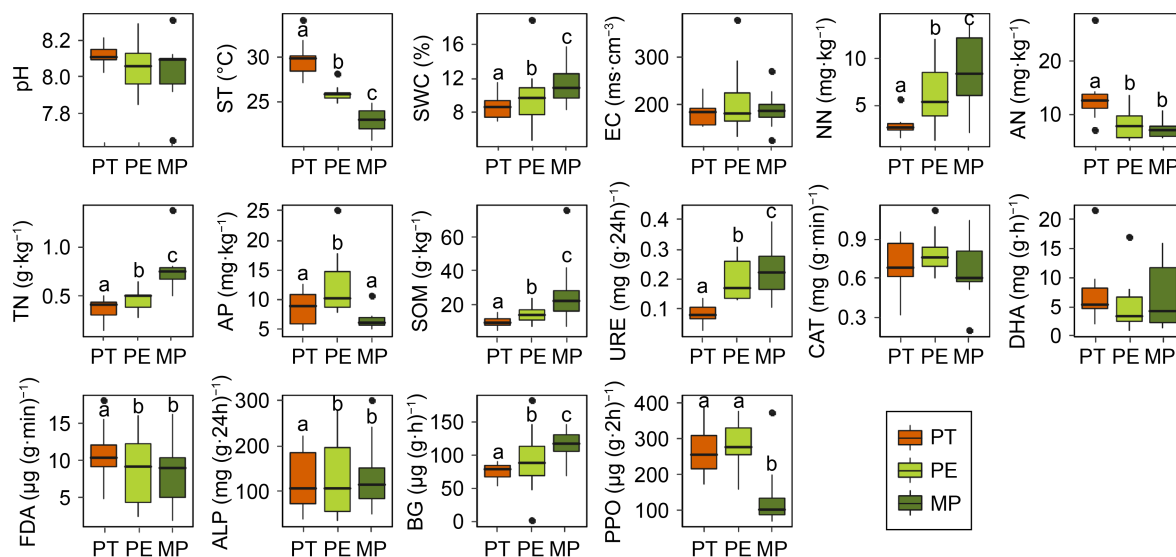 pH
8.2
8.0
7.8
PT PE MP
ST (°C)
30
25
a
b
c
PT PE MP
SWC (%)
16
12
8
a
b
c
PT PE MP
EC (ms·cm⁻³)
300
200
PT PE MP
NN (mg·kg⁻¹)
10
5
a
b
c
PT PE MP
AN (mg·kg⁻¹)
20
10
a
b
b
PT PE MP
TN (g·kg⁻¹)
1.0
0.5
a
b
c
PT PE MP
AP (mg·kg⁻¹)
25
20
15
10
5
a
b
a
PT PE MP
SOM (g·kg⁻¹)
60
40
20
a
b
c
PT PE MP
URE (mg (g·24h)⁻¹
0.4
0.3
0.2
0.1
a
b
c
PT PE MP
CAT (mg (g·min)⁻¹
0.9
0.6
0.3
PT PE MP
DHA (mg (g·h)⁻¹
20
15
10
5
0
PT PE MP
FDA (µg (g·min)⁻¹
15
10
5
a
b
b
PT PE MP
ALP (mg (g·24h)⁻¹
300
200
100
a
b
b
PT PE MP
BG (µg (g·h)⁻¹
150
100
50
0
a
b
c
PT PE MP
PPO (µg (g·2h)⁻¹
400
300
200
100
a
a
b
PT PE MP
PT
PE
MP